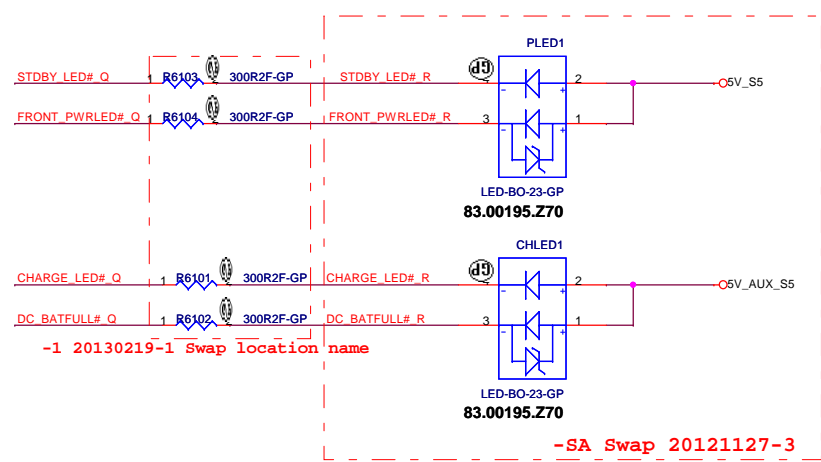 PLED1
STDBY_LED#_Q 1 R6103 300R2F-GP STDBY_LED#_R GP 2 5V_S5
-
+
FRONT_PWRLED#_Q 1 R6104 300R2F-GP FRONT_PWRLED#_R 3 1
-
+
LED-BO-23-GP
83.00195.Z70
CHLED1
CHARGE_LED#_Q 1 R6101 300R2F-GP CHARGE_LED#_R GP 2 5V_AUX_S5
-
+
DC_BATFULL#_Q 1 R6102 300R2F-GP DC_BATFULL#_R 3 1
-
+
-1 20130219-1 Swap location name
LED-BO-23-GP
83.00195.Z70
-SA Swap 20121127-3